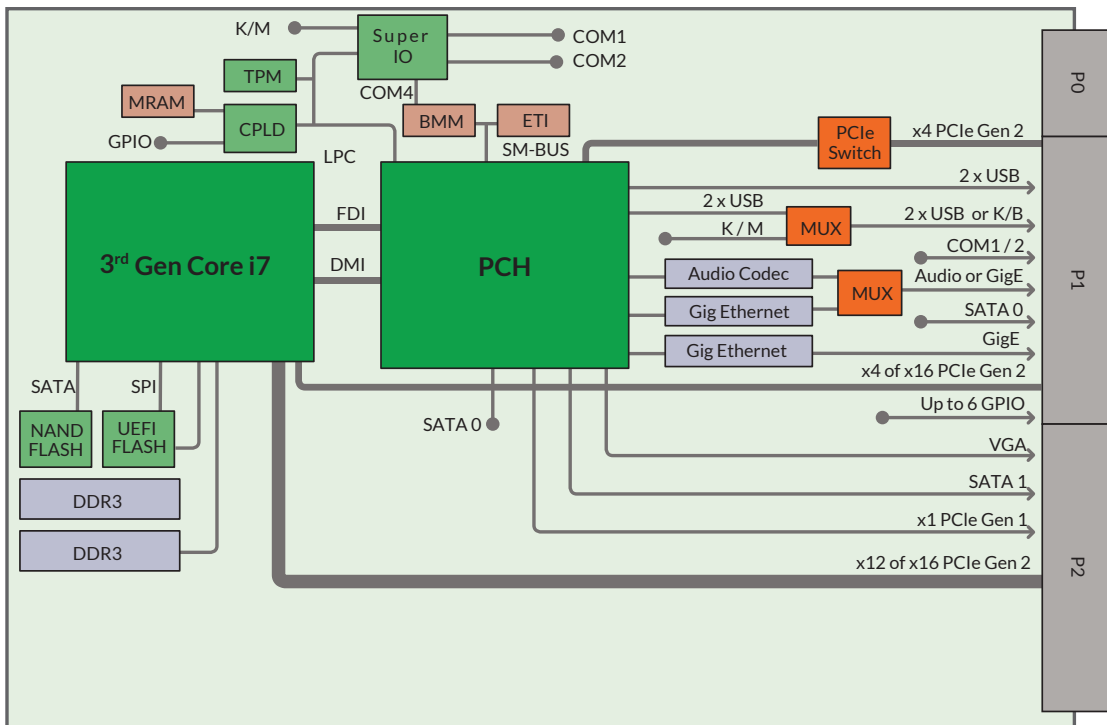 K/M
Super
IO
COM1
COM2
TPM
COM4
MRAM
CPLD
BMM
ETI
GPIO
LPC
SM-BUS
PCIe
Switch
x4 PCIe Gen 2
P0
2 x USB
2 x USB
2 x USB or K/B
K / M
MUX
FDI
3rd Gen Core i7
DMI
PCH
COM1 / 2
Audio Codec
Audio or GigE
MUX
P1
Gig Ethernet
SATA 0
Gig Ethernet
GigE
x4 of x16 PCIe Gen 2
SATA
SPI
Up to 6 GPIO
NAND
FLASH
UEFI
FLASH
SATA 0
VGA
DDR3
SATA 1
x1 PCIe Gen 1
DDR3
x12 of x16 PCIe Gen 2
P2